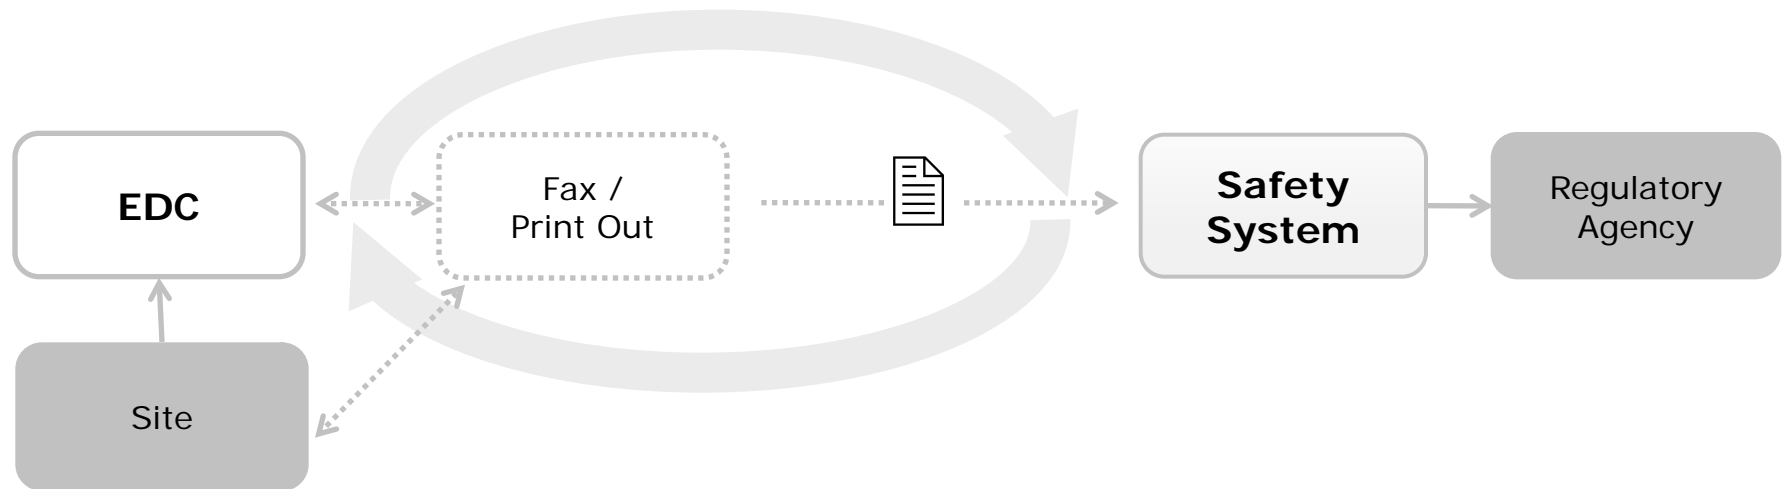 EDC
Fax /
Print Out
Safety
System
Regulatory
Agency
Site